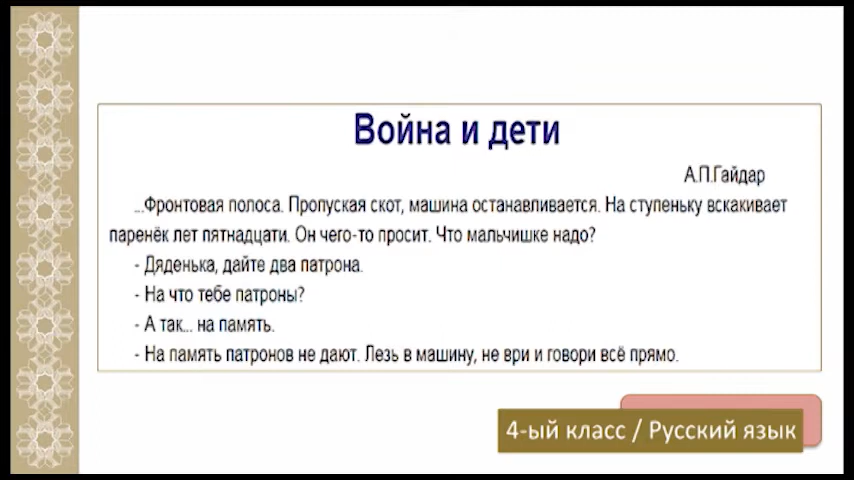 Война и дети
А.П.Гайдар
...Фронтовая полоса. Пропуская скот, машина останавливается. На ступеньку вскакивает
паренёк лет пятнадцати. Он чего-то просит. Что мальчишке надо?
- Дяденька, дайте два патрона.
- На что тебе патроны?
- А так... на память.
- На память патронов не дают. Лезь в машину, не ври и говори всё прямо.
4-ый класс / Русский язык